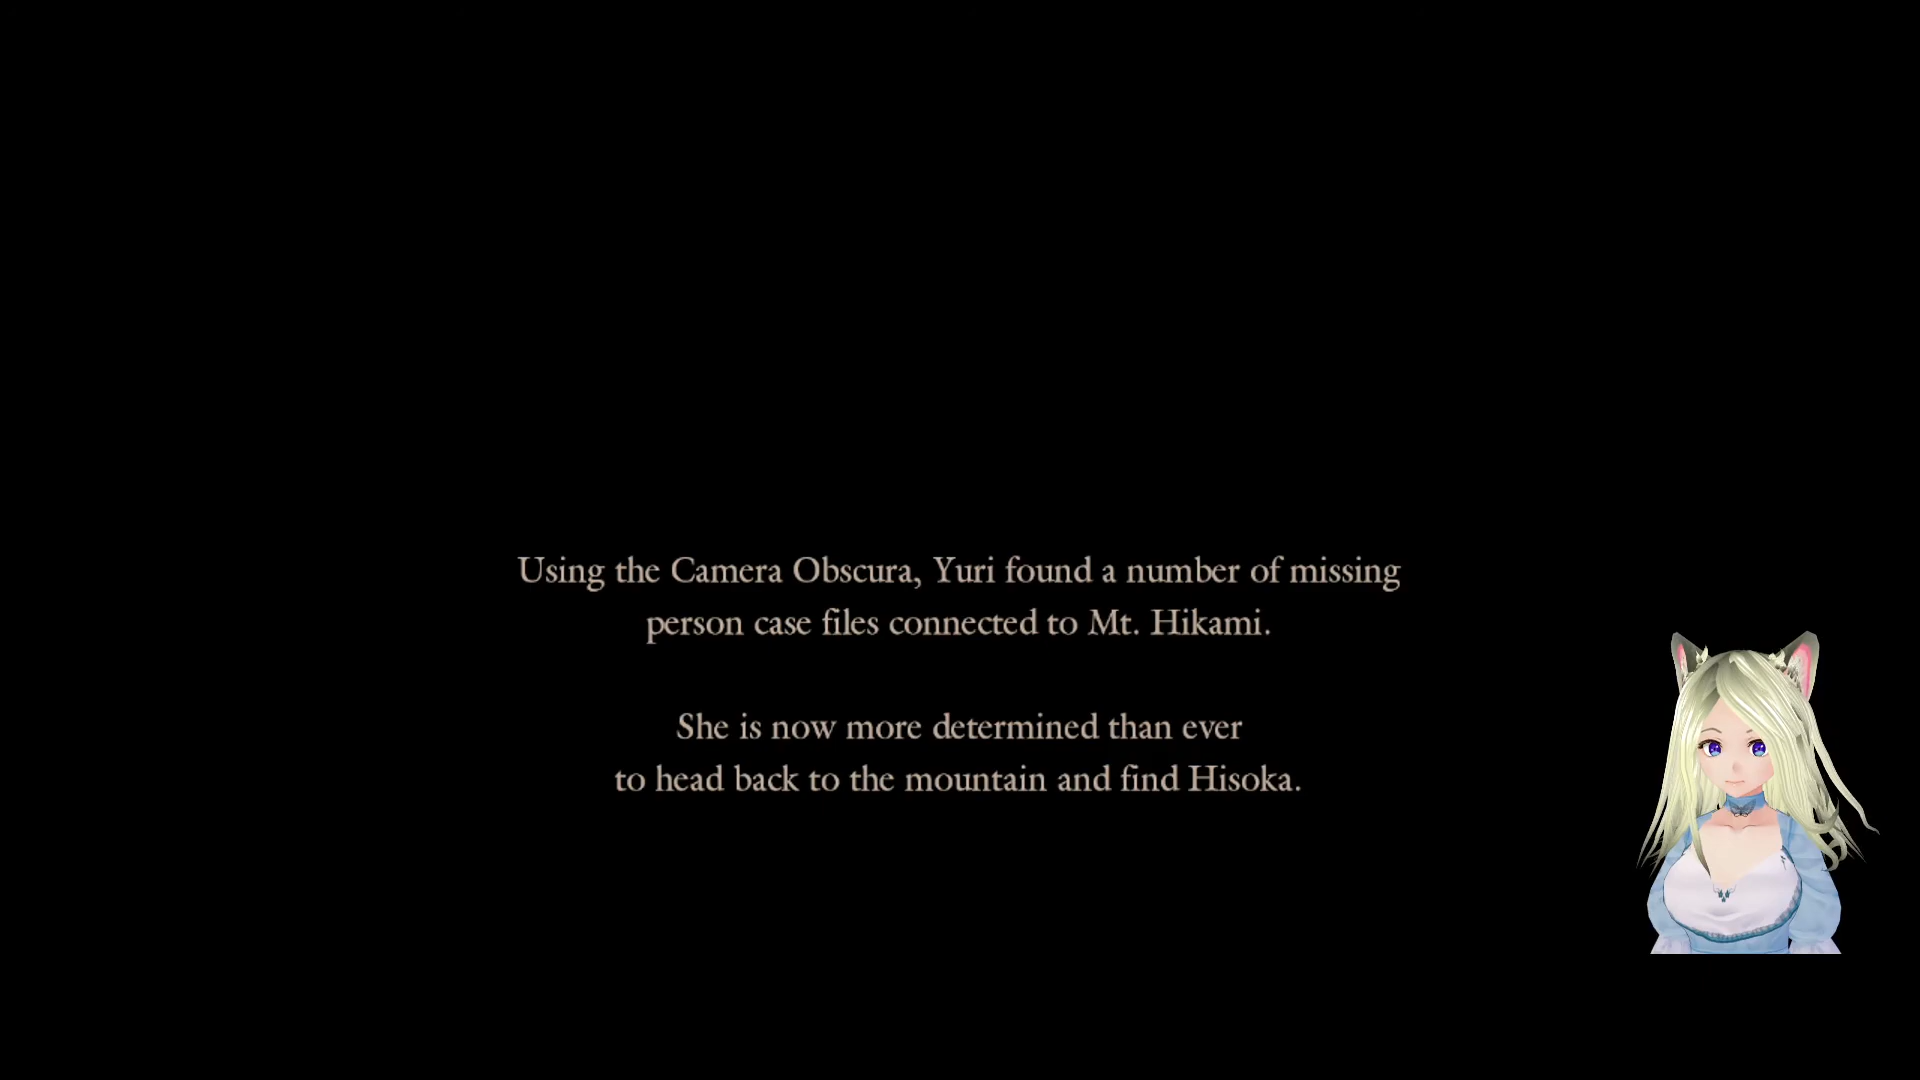 Using the Camera Obscura, Yuri found a number of missing
person case files connected to Mt. Hikami.
She is now more determined than ever
to head back to the mountain and find Hisoka.